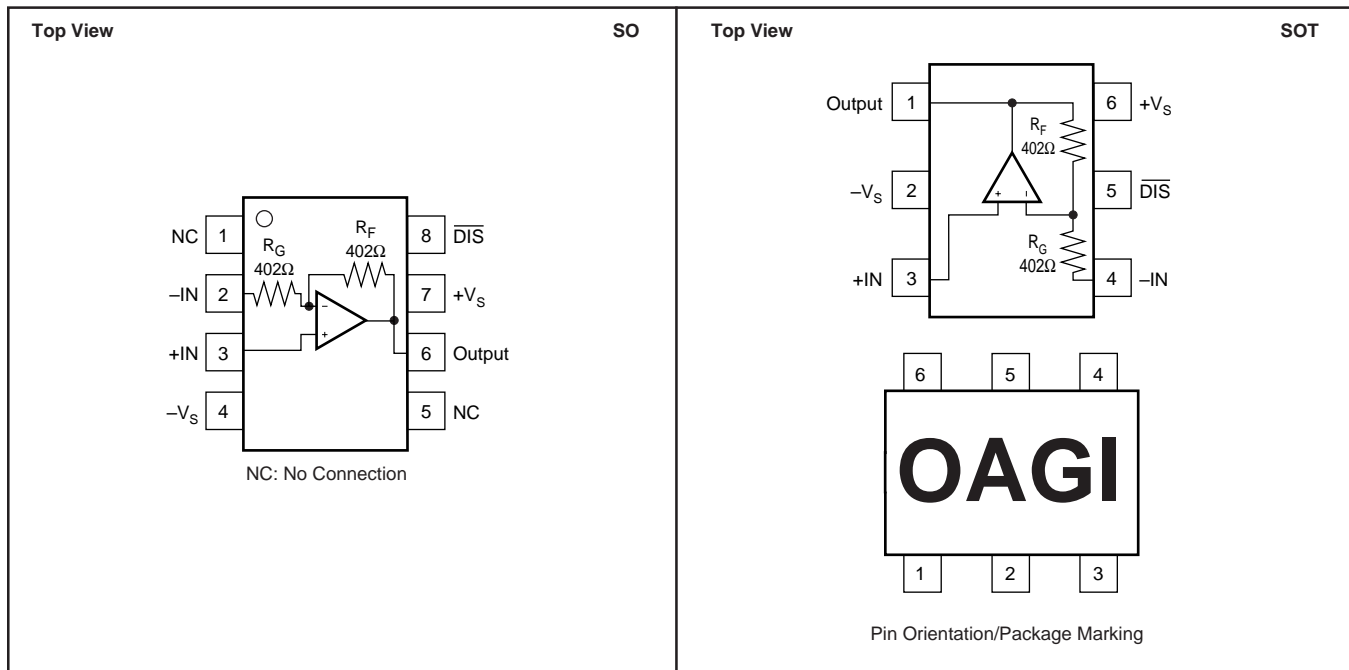 Top View SO
NC 1
R_G
402Ω
R_F
402Ω
8 D̅I̅S̅
–IN 2
–
7 +V_S
+IN 3
+
6 Output
–V_S 4
5 NC
NC: No Connection
Top View SOT
Output 1
R_F
402Ω
6 +V_S
–V_S 2
+ –
5 D̅I̅S̅
+IN 3
R_G
402Ω
4 –IN
6 5 4
OAGI
1 2 3
Pin Orientation/Package Marking